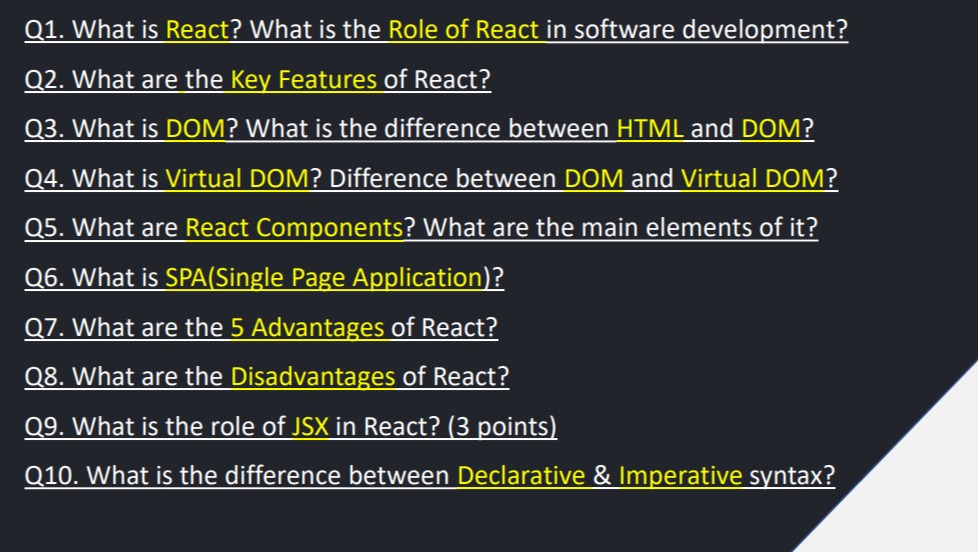 Q1. What is React? What is the Role of React in software development?
Q2. What are the Key Features of React?
Q3. What is DOM? What is the difference between HTML and DOM?
Q4. What is Virtual DOM? Difference between DOM and Virtual DOM?
Q5. What are React Components? What are the main elements of it?
Q6. What is SPA(Single Page Application)?
Q7. What are the 5 Advantages of React?
Q8. What are the Disadvantages of React?
Q9. What is the role of JSX in React? (3 points)
Q10. What is the difference between Declarative & Imperative syntax?